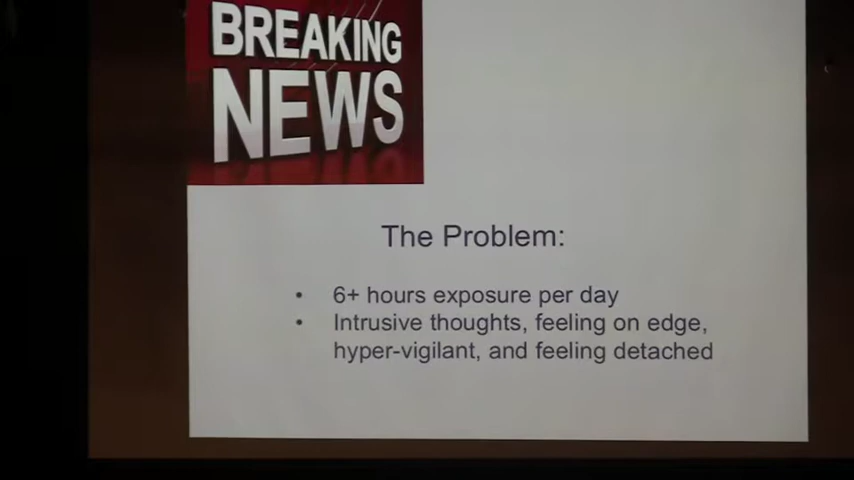 BREAKING
NEWS
The Problem:
• 6+ hours exposure per day
• Intrusive thoughts, feeling on edge,
hyper-vigilant, and feeling detached